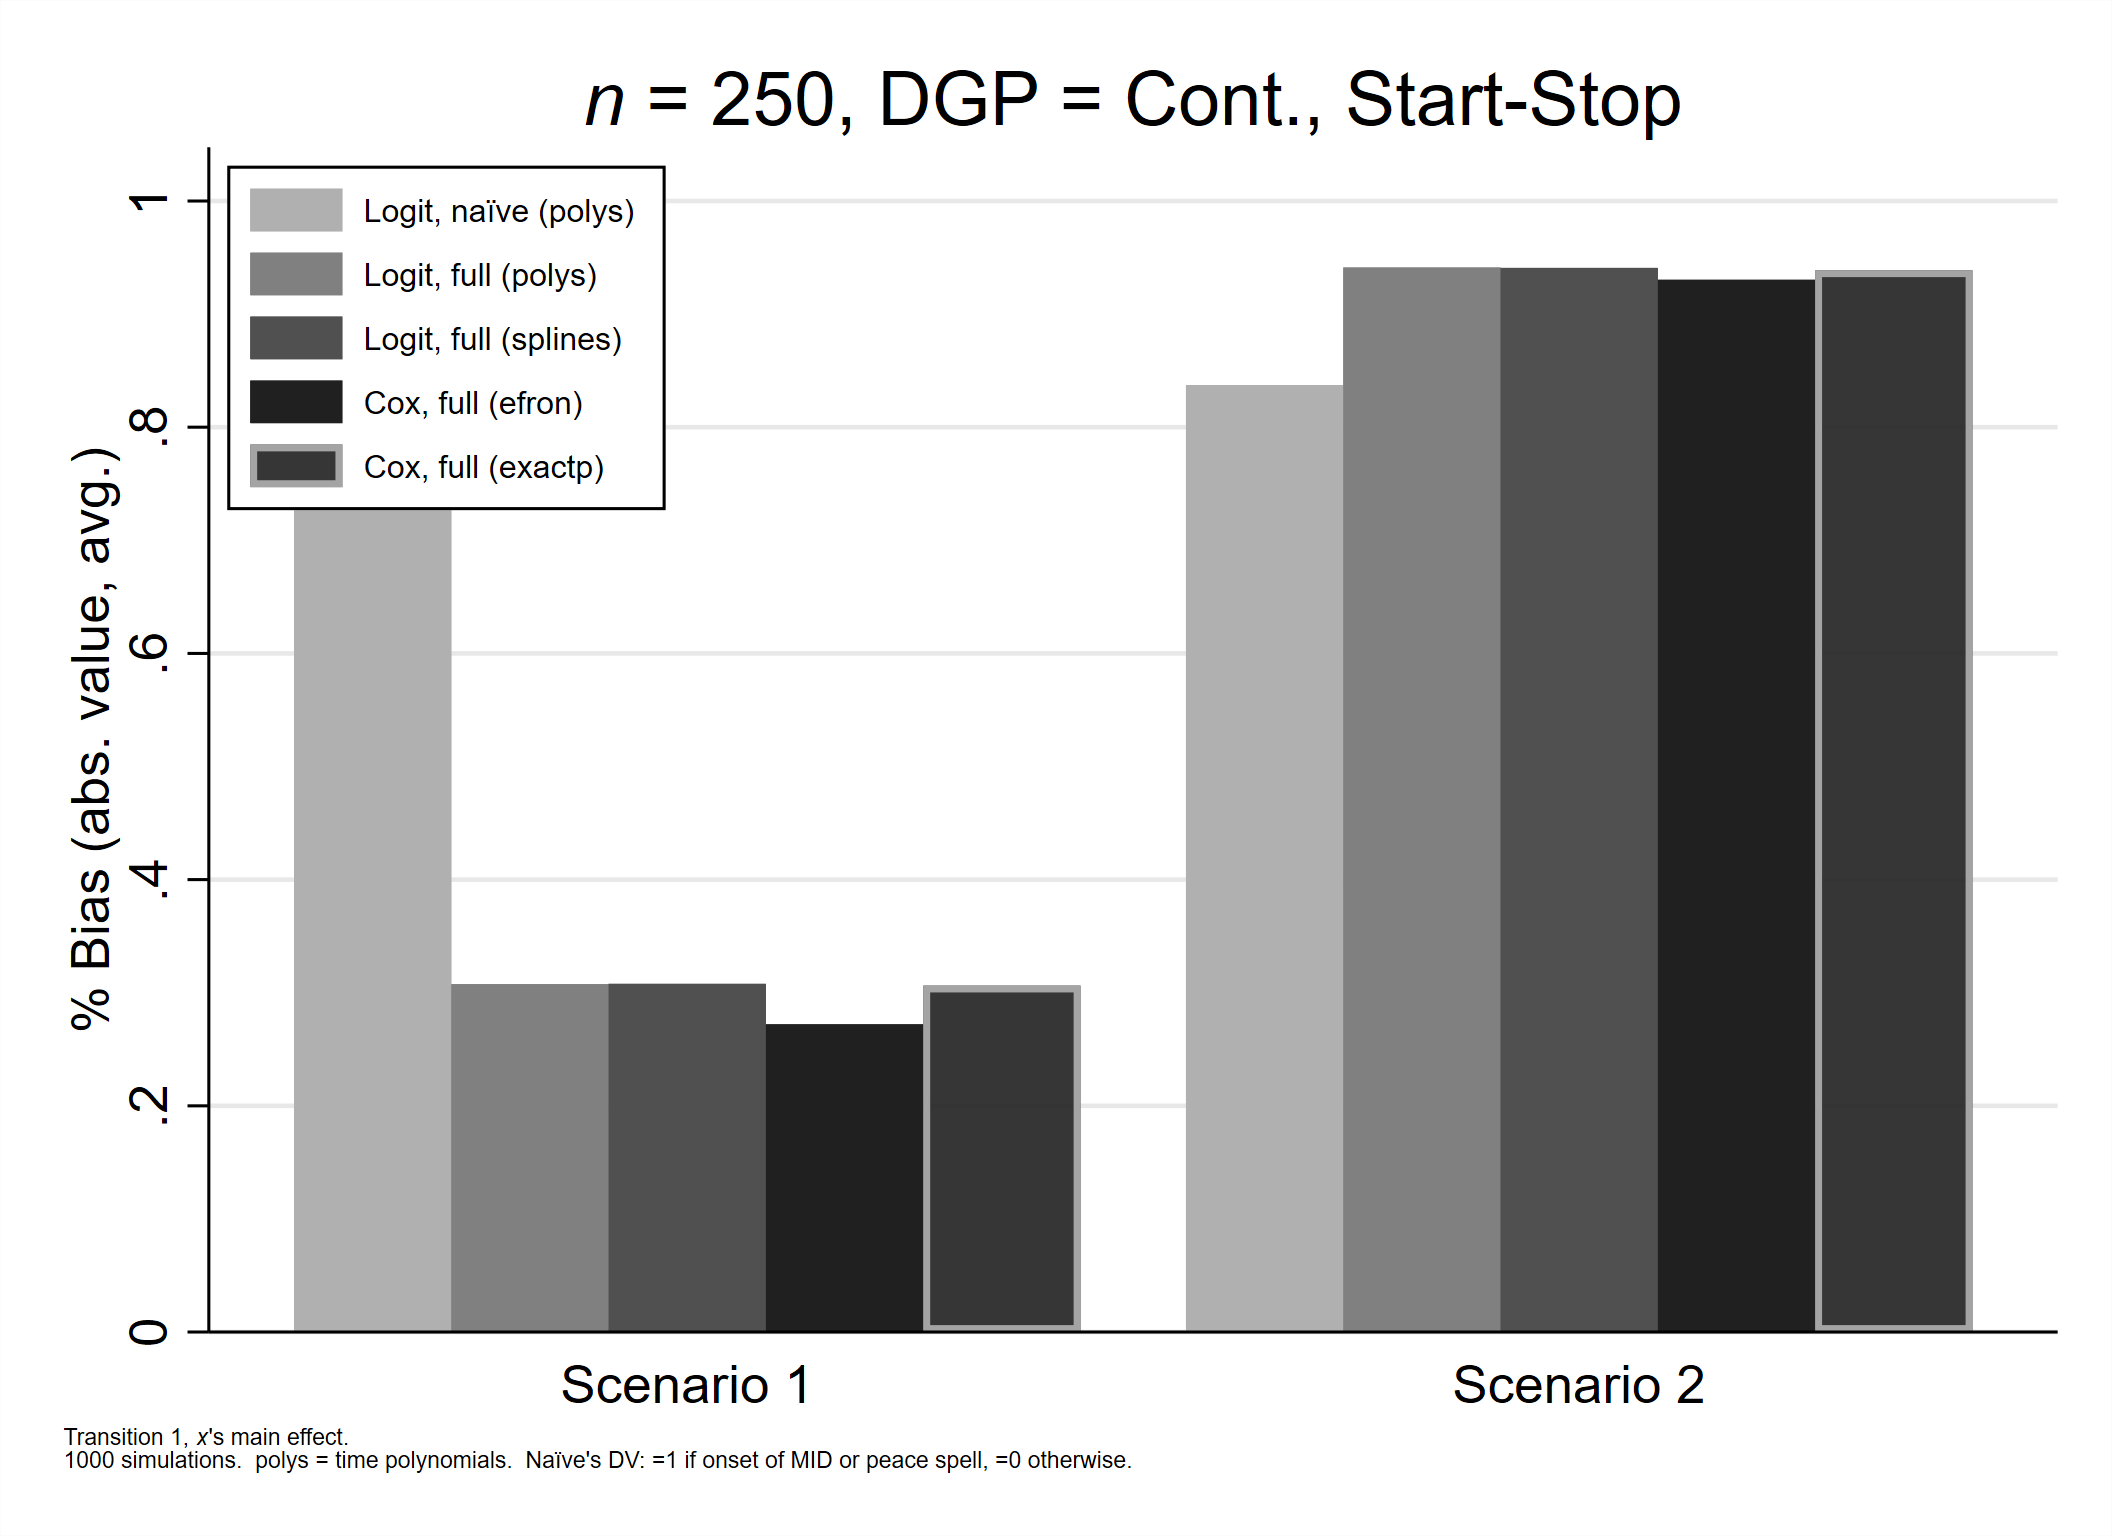 n = 250, DGP = Cont., Start-Stop
% Bias (abs. value, avg.)
1
.8
.6
.4
.2
0
Logit, naïve (polys)
Logit, full (polys)
Logit, full (splines)
Cox, full (efron)
Cox, full (exactp)
Scenario 1
Scenario 2
Transition 1, x's main effect.
1000 simulations.  polys = time polynomials.  Naïve's DV: =1 if onset of MID or peace spell, =0 otherwise.